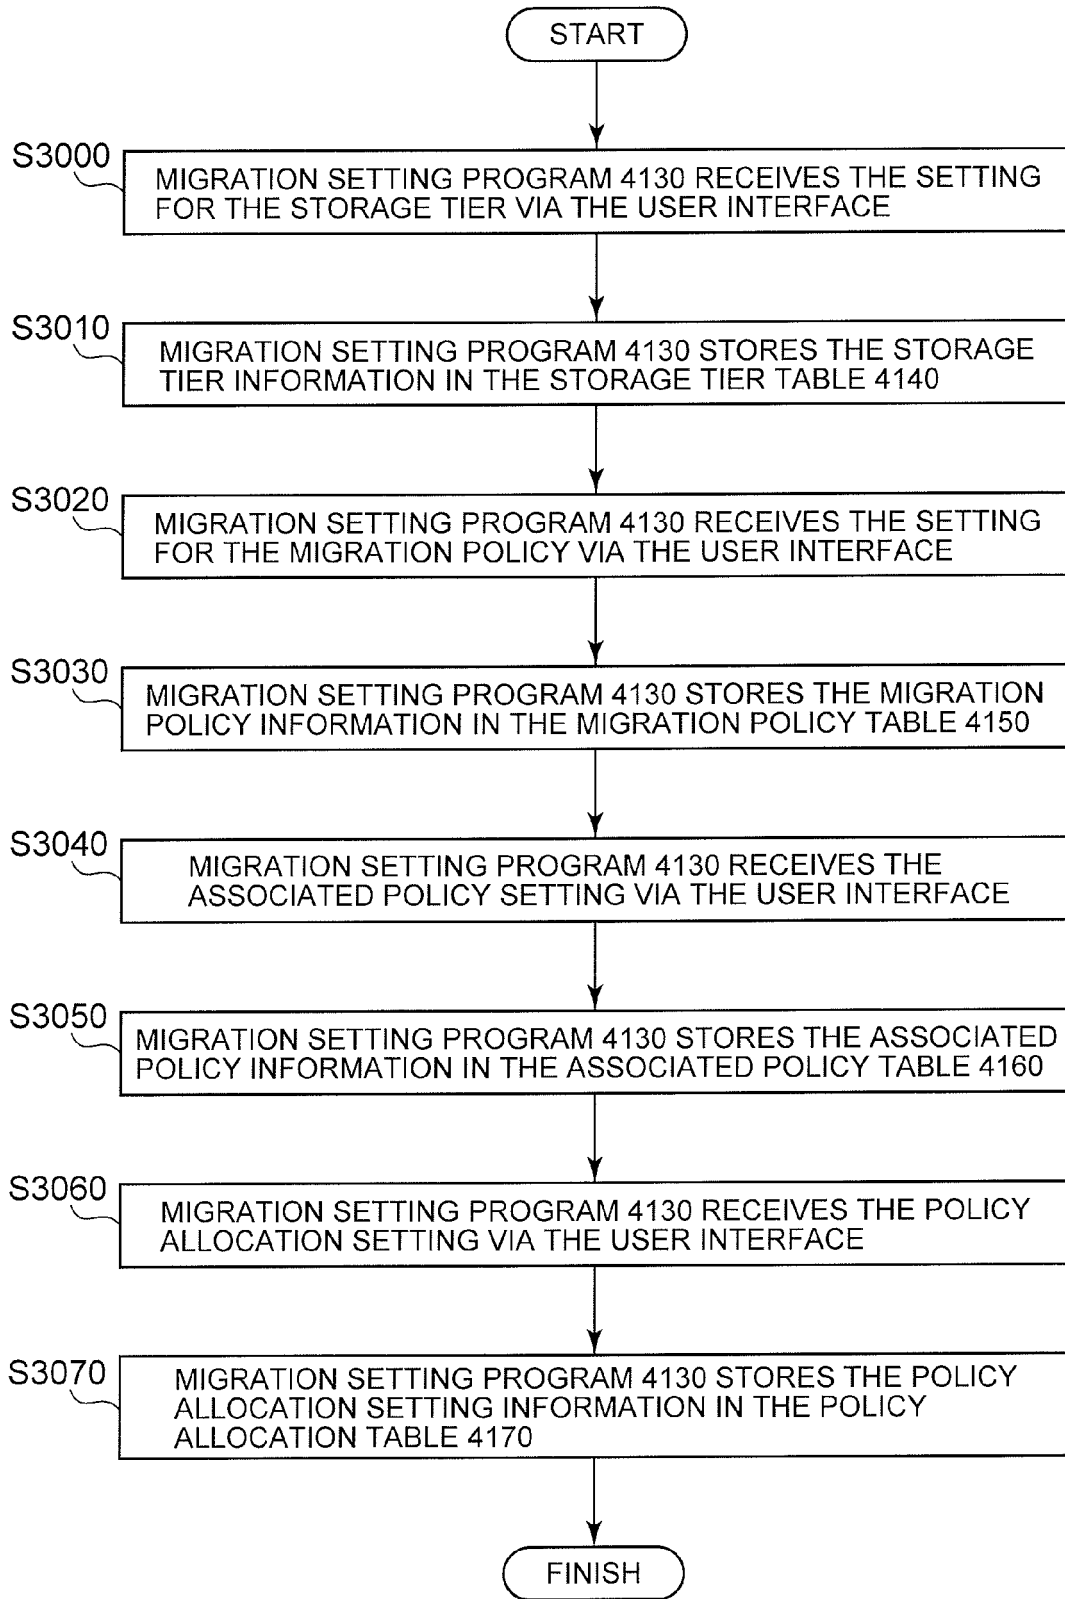 START
S3000
MIGRATION SETTING PROGRAM 4130 RECEIVES THE SETTING
FOR THE STORAGE TIER VIA THE USER INTERFACE
S3010
MIGRATION SETTING PROGRAM 4130 STORES THE STORAGE
TIER INFORMATION IN THE STORAGE TIER TABLE 4140
S3020
MIGRATION SETTING PROGRAM 4130 RECEIVES THE SETTING
FOR THE MIGRATION POLICY VIA THE USER INTERFACE
S3030
MIGRATION SETTING PROGRAM 4130 STORES THE MIGRATION
POLICY INFORMATION IN THE MIGRATION POLICY TABLE 4150
S3040
MIGRATION SETTING PROGRAM 4130 RECEIVES THE
ASSOCIATED POLICY SETTING VIA THE USER INTERFACE
S3050
MIGRATION SETTING PROGRAM 4130 STORES THE ASSOCIATED
POLICY INFORMATION IN THE ASSOCIATED POLICY TABLE 4160
S3060
MIGRATION SETTING PROGRAM 4130 RECEIVES THE POLICY
ALLOCATION SETTING VIA THE USER INTERFACE
S3070
MIGRATION SETTING PROGRAM 4130 STORES THE POLICY
ALLOCATION SETTING INFORMATION IN THE POLICY
ALLOCATION TABLE 4170
FINISH